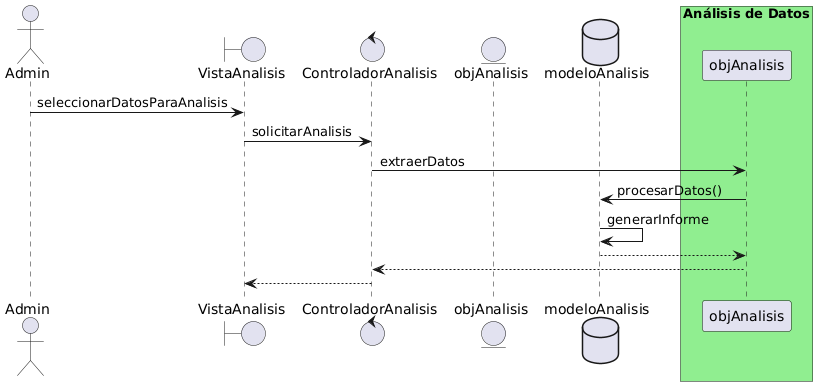 Análisis de Datos
Admin
VistaAnalisis
ControladorAnalisis
objAnalisis
modeloAnalisis
objAnalisis
seleccionarDatosParaAnalisis
solicitarAnalisis
extraerDatos
procesarDatos()
generarInforme
Admin
VistaAnalisis
ControladorAnalisis
objAnalisis
modeloAnalisis
objAnalisis